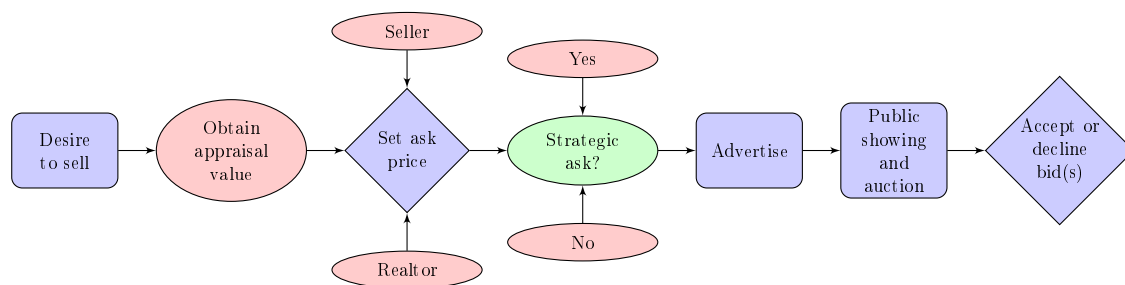 Seller
Yes
Desire
to sell
Obtain
appraisal
value
Set ask
price
Strategic
ask?
Advertise
Public
showing
and
auction
Accept or
decline
bid(s)
No
Realtor